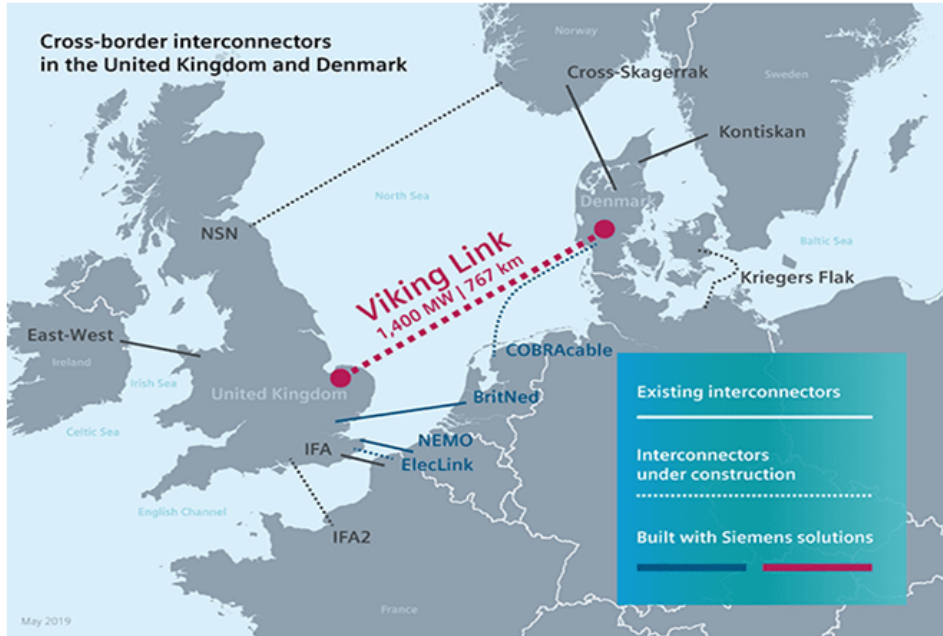 Cross-border interconnectors
in the United Kingdom and Denmark
Norway
Sweden
Cross-Skagerrak
Kontiskan
North Sea
Denmark
NSN
Baltic Sea
Viking Link
1,400 MW | 767 km
Kriegers Flak
East-West
Ireland
Irish Sea
COBRAcable
United Kingdom
BritNed
Celtic Sea
NEMO
IFA
ElecLink
English Channel
IFA2
France
Existing interconnectors
Interconnectors
under construction
Built with Siemens solutions
May 2019